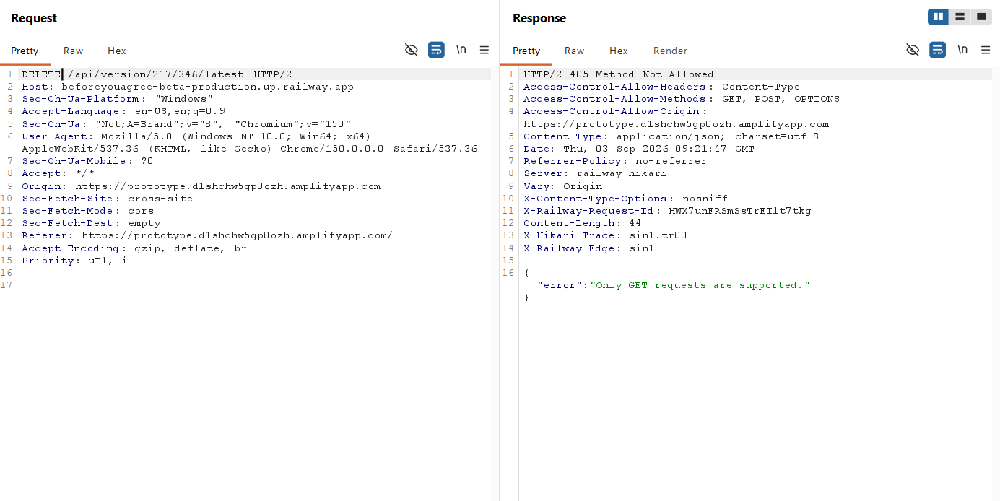 Request
Pretty Raw Hex \n
1 DELETE /api/version/217/346/latest HTTP/2
2 Host: beforeyouagree-beta-production.up.railway.app
3 Sec-Ch-Ua-Platform: "Windows"
4 Accept-Language: en-US,en;q=0.9
5 Sec-Ch-Ua: "Not;A=Brand";v="8", "Chromium";v="150"
6 User-Agent: Mozilla/5.0 (Windows NT 10.0; Win64; x64)
AppleWebKit/537.36 (KHTML, like Gecko) Chrome/150.0.0.0 Safari/537.36
7 Sec-Ch-Ua-Mobile: ?0
8 Accept: */*
9 Origin: https://prototype.d1shchw5gp0ozh.amplifyapp.com
10 Sec-Fetch-Site: cross-site
11 Sec-Fetch-Mode: cors
12 Sec-Fetch-Dest: empty
13 Referer: https://prototype.d1shchw5gp0ozh.amplifyapp.com/
14 Accept-Encoding: gzip, deflate, br
15 Priority: u=1, i
16
17
Response
Pretty Raw Hex Render \n
1 HTTP/2 405 Method Not Allowed
2 Access-Control-Allow-Headers: Content-Type
3 Access-Control-Allow-Methods: GET, POST, OPTIONS
4 Access-Control-Allow-Origin:
https://prototype.d1shchw5gp0ozh.amplifyapp.com
5 Content-Type: application/json; charset=utf-8
6 Date: Thu, 03 Sep 2026 09:21:47 GMT
7 Referrer-Policy: no-referrer
8 Server: railway-hikari
9 Vary: Origin
10 X-Content-Type-Options: nosniff
11 X-Railway-Request-Id: HWX7unFRSmSsTrEIlt7tkg
12 Content-Length: 44
13 X-Hikari-Trace: sin1.tr00
14 X-Railway-Edge: sin1
15
16 {
"error":"Only GET requests are supported."
}